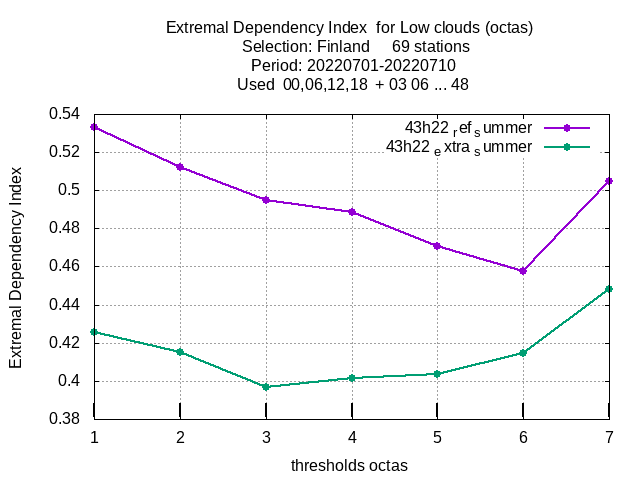 Extremal Dependency Index  for Low clouds (octas)
Selection: Finland     69 stations
Period: 20220701-20220710
Used  00,06,12,18  + 03 06 ... 48
43h22 ref summer
43h22 extra summer
Extremal Dependency Index
0.54
0.52
0.5
0.48
0.46
0.44
0.42
0.4
0.38
1 2 3 4 5 6 7
thresholds octas